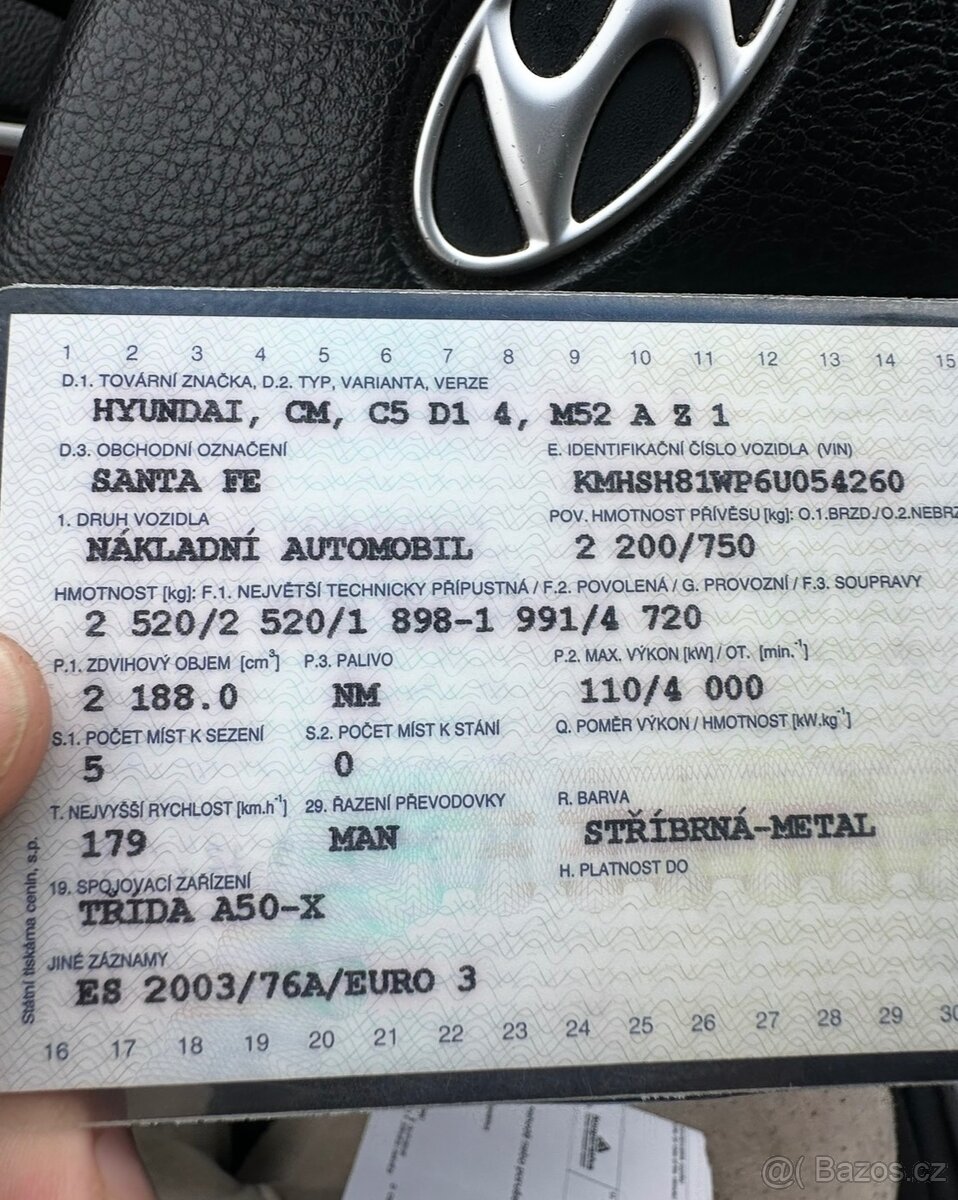 1 2 3 4 5 6 7 8 9 10 11 12 13 14 15
D.1. TOVÁRNÍ ZNAČKA, D.2. TYP, VARIANTA, VERZE
HYUNDAI, CM, C5 D1 4, M52 A Z 1
D.3. OBCHODNÍ OZNAČENÍ E. IDENTIFIKAČNÍ ČÍSLO VOZIDLA (VIN)
SANTA FE KMHSH81WP6U054260
1. DRUH VOZIDLA POV. HMOTNOST PŘÍVĚSU [kg]: O.1.BRZD./O.2.NEBRZ
NÁKLADNÍ AUTOMOBIL 2 200/750
HMOTNOST [kg]: F.1. NEJVĚTŠÍ TECHNICKY PŘÍPUSTNÁ / F.2. POVOLENÁ / G. PROVOZNÍ / F.3. SOUPRAVY
2 520/2 520/1 898-1 991/4 720
P.1. ZDVIHOVÝ OBJEM [cm³] P.3. PALIVO P.2. MAX. VÝKON [kW] / OT. [min.⁻¹]
2 188.0 NM 110/4 000
S.1. POČET MÍST K SEZENÍ S.2. POČET MÍST K STÁNÍ Q. POMĚR VÝKON / HMOTNOST [kW.kg⁻¹]
5 0
T. NEJVYŠŠÍ RYCHLOST [km.h⁻¹] 29. ŘAZENÍ PŘEVODOVKY R. BARVA
179 MAN STŘÍBRNÁ-METAL
19. SPOJOVACÍ ZAŘÍZENÍ H. PLATNOST DO
TŘÍDA A50-X
JINÉ ZÁZNAMY
ES 2003/76A/EURO 3
16 17 18 19 20 21 22 23 24 25 26 27 28 29 30
Státní tiskárna cenin, s.p.
@( Bazos.cz